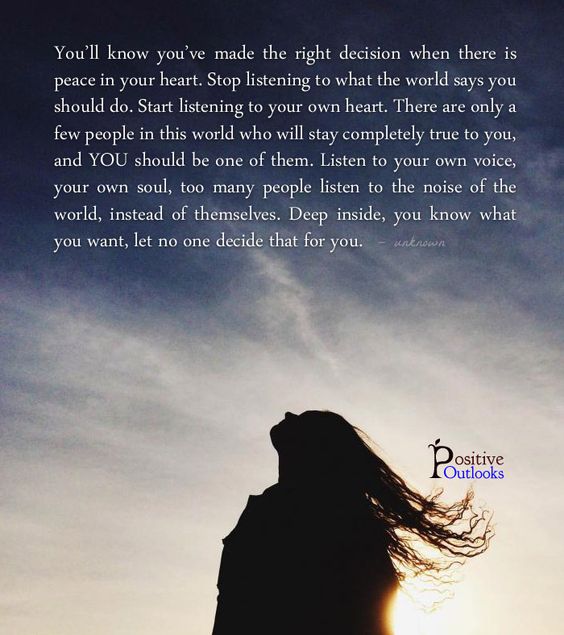 You'll know you've made the right decision when there is
peace in your heart. Stop listening to what the world says you
should do. Start listening to your own heart. There are only a
few people in this world who will stay completely true to you,
and YOU should be one of them. Listen to your own voice,
your own soul, too many people listen to the noise of the
world, instead of themselves. Deep inside, you know what
you want, let no one decide that for you. – unknown
Positive
Outlooks